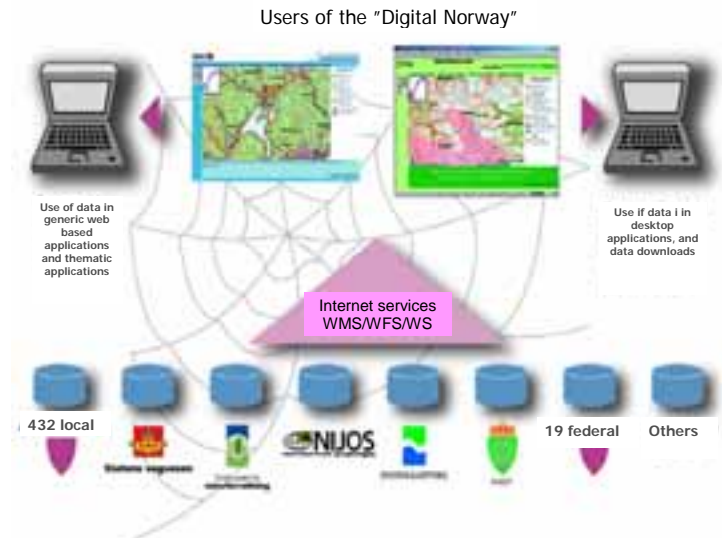 Users of the "Digital Norway"
Use of data in
generic web
based
applications
and thematic
applications
Use if data i in
desktop
applications, and
data downloads
Internet services
WMS/WFS/WS
432 local
19 federal
Others
Statens vegvesen
NIJOS